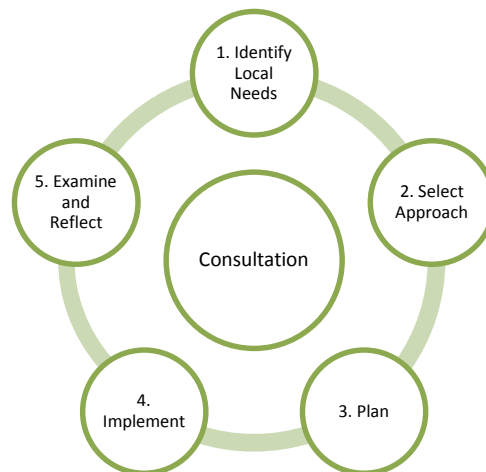 1. Identify
Local
Needs
2. Select
Approach
3. Plan
4.
Implement
5. Examine
and
Reflect
Consultation